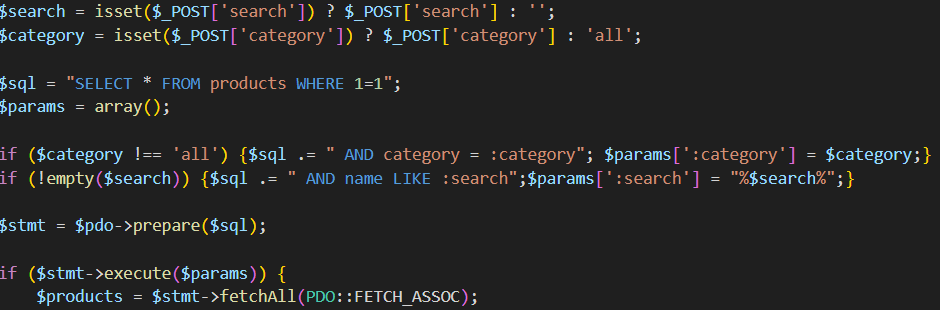 $search = isset($_POST['search']) ? $_POST['search'] : '';
$category = isset($_POST['category']) ? $_POST['category'] : 'all';
$sql = "SELECT * FROM products WHERE 1=1";
$params = array();
if ($category !== 'all') {$sql .= " AND category = :category"; $params[':category'] = $category;}
if (!empty($search)) {$sql .= " AND name LIKE :search";$params[':search'] = "%$search%";}
$stmt = $pdo->prepare($sql);
if ($stmt->execute($params)) {
    $products = $stmt->fetchAll(PDO::FETCH_ASSOC);